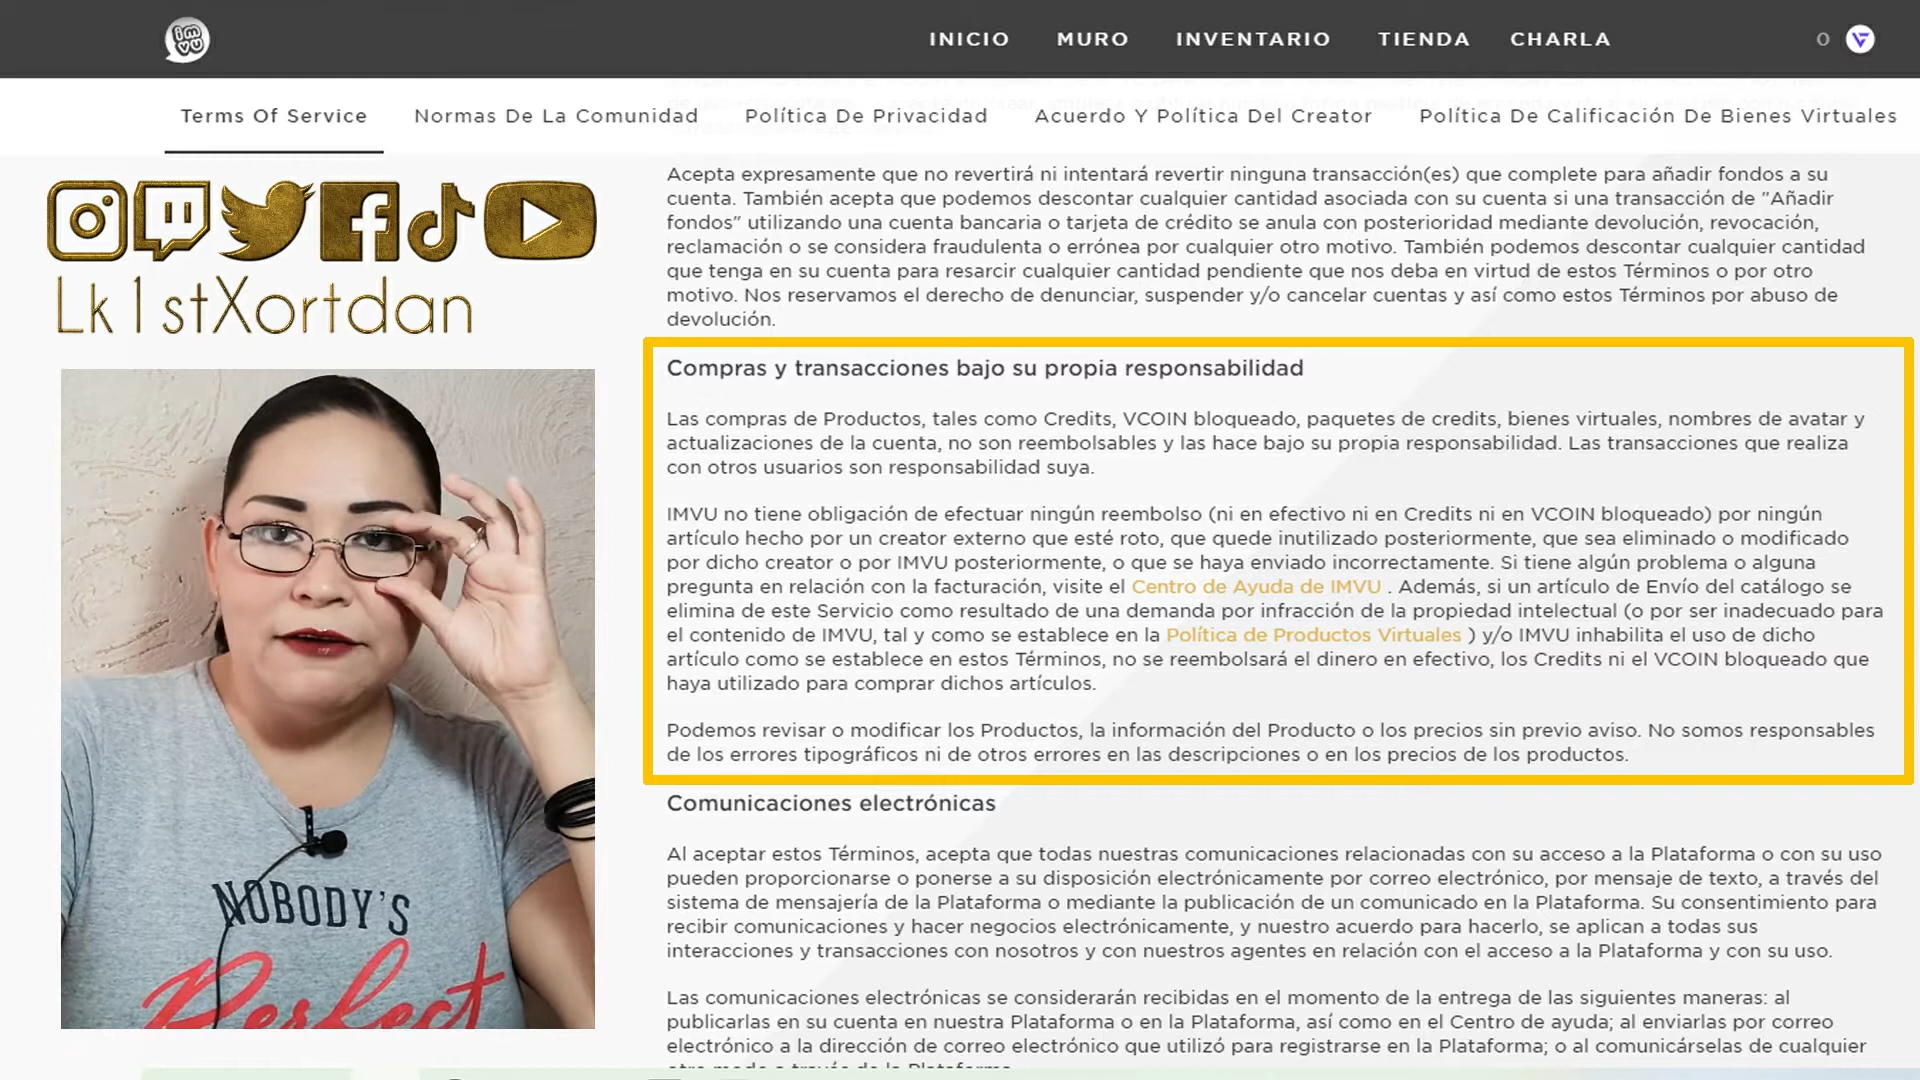 imvu
INICIO MURO INVENTARIO TIENDA CHARLA 0
Terms Of Service Normas De La Comunidad Política De Privacidad Acuerdo Y Política Del Creator Política De Calificación De Bienes Virtuales
Lk1stXortdan
NOBODY'S
Perfect
Acepta expresamente que no revertirá ni intentará revertir ninguna transacción(es) que complete para añadir fondos a su
cuenta. También acepta que podemos descontar cualquier cantidad asociada con su cuenta si una transacción de "Añadir
fondos" utilizando una cuenta bancaria o tarjeta de crédito se anula con posterioridad mediante devolución, revocación,
reclamación o se considera fraudulenta o errónea por cualquier otro motivo. También podemos descontar cualquier cantidad
que tenga en su cuenta para resarcir cualquier cantidad pendiente que nos deba en virtud de estos Términos o por otro
motivo. Nos reservamos el derecho de denunciar, suspender y/o cancelar cuentas y así como estos Términos por abuso de
devolución.
Compras y transacciones bajo su propia responsabilidad
Las compras de Productos, tales como Credits, VCOIN bloqueado, paquetes de credits, bienes virtuales, nombres de avatar y
actualizaciones de la cuenta, no son reembolsables y las hace bajo su propia responsabilidad. Las transacciones que realiza
con otros usuarios son responsabilidad suya.
IMVU no tiene obligación de efectuar ningún reembolso (ni en efectivo ni en Credits ni en VCOIN bloqueado) por ningún
artículo hecho por un creator externo que esté roto, que quede inutilizado posteriormente, que sea eliminado o modificado
por dicho creator o por IMVU posteriormente, o que se haya enviado incorrectamente. Si tiene algún problema o alguna
pregunta en relación con la facturación, visite el Centro de Ayuda de IMVU . Además, si un artículo de Envío del catálogo se
elimina de este Servicio como resultado de una demanda por infracción de la propiedad intelectual (o por ser inadecuado para
el contenido de IMVU, tal y como se establece en la Política de Productos Virtuales ) y/o IMVU inhabilita el uso de dicho
artículo como se establece en estos Términos, no se reembolsará el dinero en efectivo, los Credits ni el VCOIN bloqueado que
haya utilizado para comprar dichos artículos.
Podemos revisar o modificar los Productos, la información del Producto o los precios sin previo aviso. No somos responsables
de los errores tipográficos ni de otros errores en las descripciones o en los precios de los productos.
Comunicaciones electrónicas
Al aceptar estos Términos, acepta que todas nuestras comunicaciones relacionadas con su acceso a la Plataforma o con su uso
pueden proporcionarse o ponerse a su disposición electrónicamente por correo electrónico, por mensaje de texto, a través del
sistema de mensajería de la Plataforma o mediante la publicación de un comunicado en la Plataforma. Su consentimiento para
recibir comunicaciones y hacer negocios electrónicamente, y nuestro acuerdo para hacerlo, se aplican a todas sus
interacciones y transacciones con nosotros y con nuestros agentes en relación con el acceso a la Plataforma y con su uso.
Las comunicaciones electrónicas se considerarán recibidas en el momento de la entrega de las siguientes maneras: al
publicarlas en su cuenta en nuestra Plataforma o en la Plataforma, así como en el Centro de ayuda; al enviarlas por correo
electrónico a la dirección de correo electrónico que utilizó para registrarse en la Plataforma; o al comunicárselas de cualquier
otro modo a través de la Plataforma.